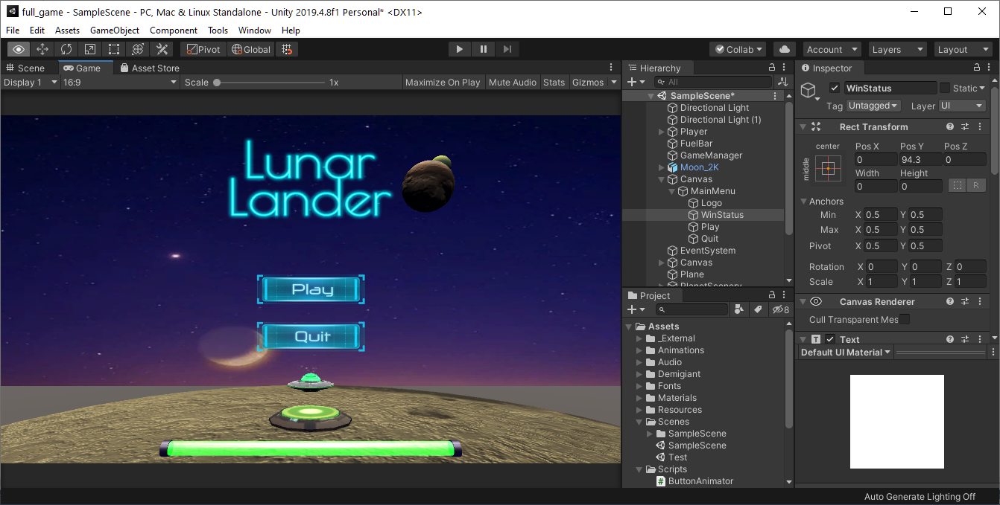 full_game - SampleScene - PC, Mac & Linux Standalone - Unity 2019.4.8f1 Personal* <DX11>
File Edit Assets GameObject Component Tools Window Help
Pivot Global Collab Account Layers Layout
Scene Game Asset Store
Display 1 16:9 Scale 1x Maximize On Play Mute Audio Stats Gizmos
Lunar
Lander
Play
Quit
Hierarchy
All
SampleScene*
Directional Light
Directional Light (1)
Player
FuelBar
GameManager
Moon_2K
Canvas
MainMenu
Logo
WinStatus
Play
Quit
EventSystem
Canvas
Plane
PlanetScenery
Project
8
Assets
_External
Animations
Audio
Demigiant
Fonts
Materials
Resources
Scenes
SampleScene
SampleScene
Test
Scripts
ButtonAnimator
Inspector
WinStatus Static
Tag Untagged Layer UI
Rect Transform
center Pos X Pos Y Pos Z
middle 0 94.3 0
Width Height
0 0 R
Anchors
Min X 0.5 Y 0.5
Max X 0.5 Y 0.5
Pivot X 0.5 Y 0.5
Rotation X 0 Y 0 Z 0
Scale X 1 Y 1 Z 1
Canvas Renderer
Cull Transparent Mes
T Text
Default UI Material
Auto Generate Lighting Off